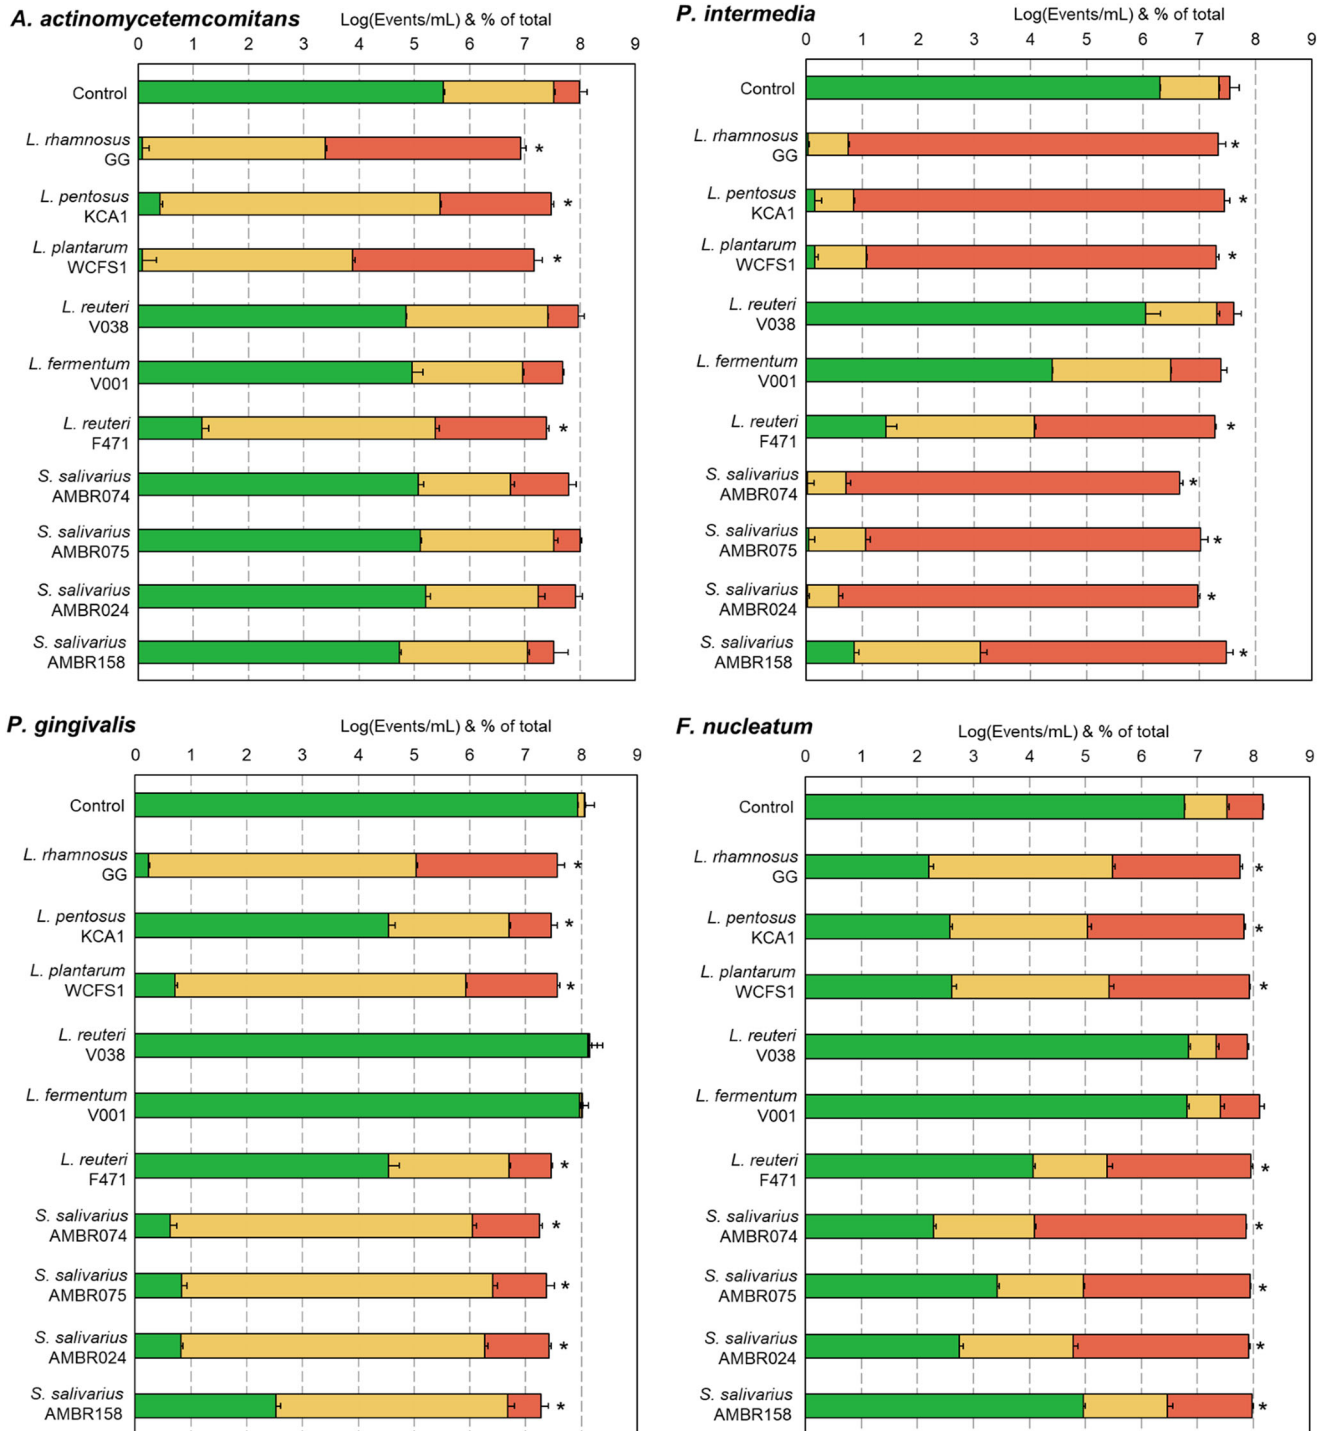 A. actinomycetemcomitans
Log(Events/mL) & % of total
0 1 2 3 4 5 6 7 8 9
Control
L. rhamnosus
GG
*
L. pentosus
KCA1
*
L. plantarum
WCFS1
*
L. reuteri
V038
L. fermentum
V001
L. reuteri
F471
*
S. salivarius
AMBR074
S. salivarius
AMBR075
S. salivarius
AMBR024
S. salivarius
AMBR158
P. intermedia
Log(Events/mL) & % of total
0 1 2 3 4 5 6 7 8 9
Control
L. rhamnosus
GG
*
L. pentosus
KCA1
*
L. plantarum
WCFS1
*
L. reuteri
V038
L. fermentum
V001
L. reuteri
F471
*
S. salivarius
AMBR074
*
S. salivarius
AMBR075
*
S. salivarius
AMBR024
*
S. salivarius
AMBR158
*
P. gingivalis
Log(Events/mL) & % of total
0 1 2 3 4 5 6 7 8 9
Control
L. rhamnosus
GG
*
L. pentosus
KCA1
*
L. plantarum
WCFS1
*
L. reuteri
V038
L. fermentum
V001
L. reuteri
F471
*
S. salivarius
AMBR074
*
S. salivarius
AMBR075
*
S. salivarius
AMBR024
*
S. salivarius
AMBR158
*
F. nucleatum
Log(Events/mL) & % of total
0 1 2 3 4 5 6 7 8 9
Control
L. rhamnosus
GG
*
L. pentosus
KCA1
*
L. plantarum
WCFS1
*
L. reuteri
V038
L. fermentum
V001
L. reuteri
F471
*
S. salivarius
AMBR074
*
S. salivarius
AMBR075
*
S. salivarius
AMBR024
*
S. salivarius
AMBR158
*